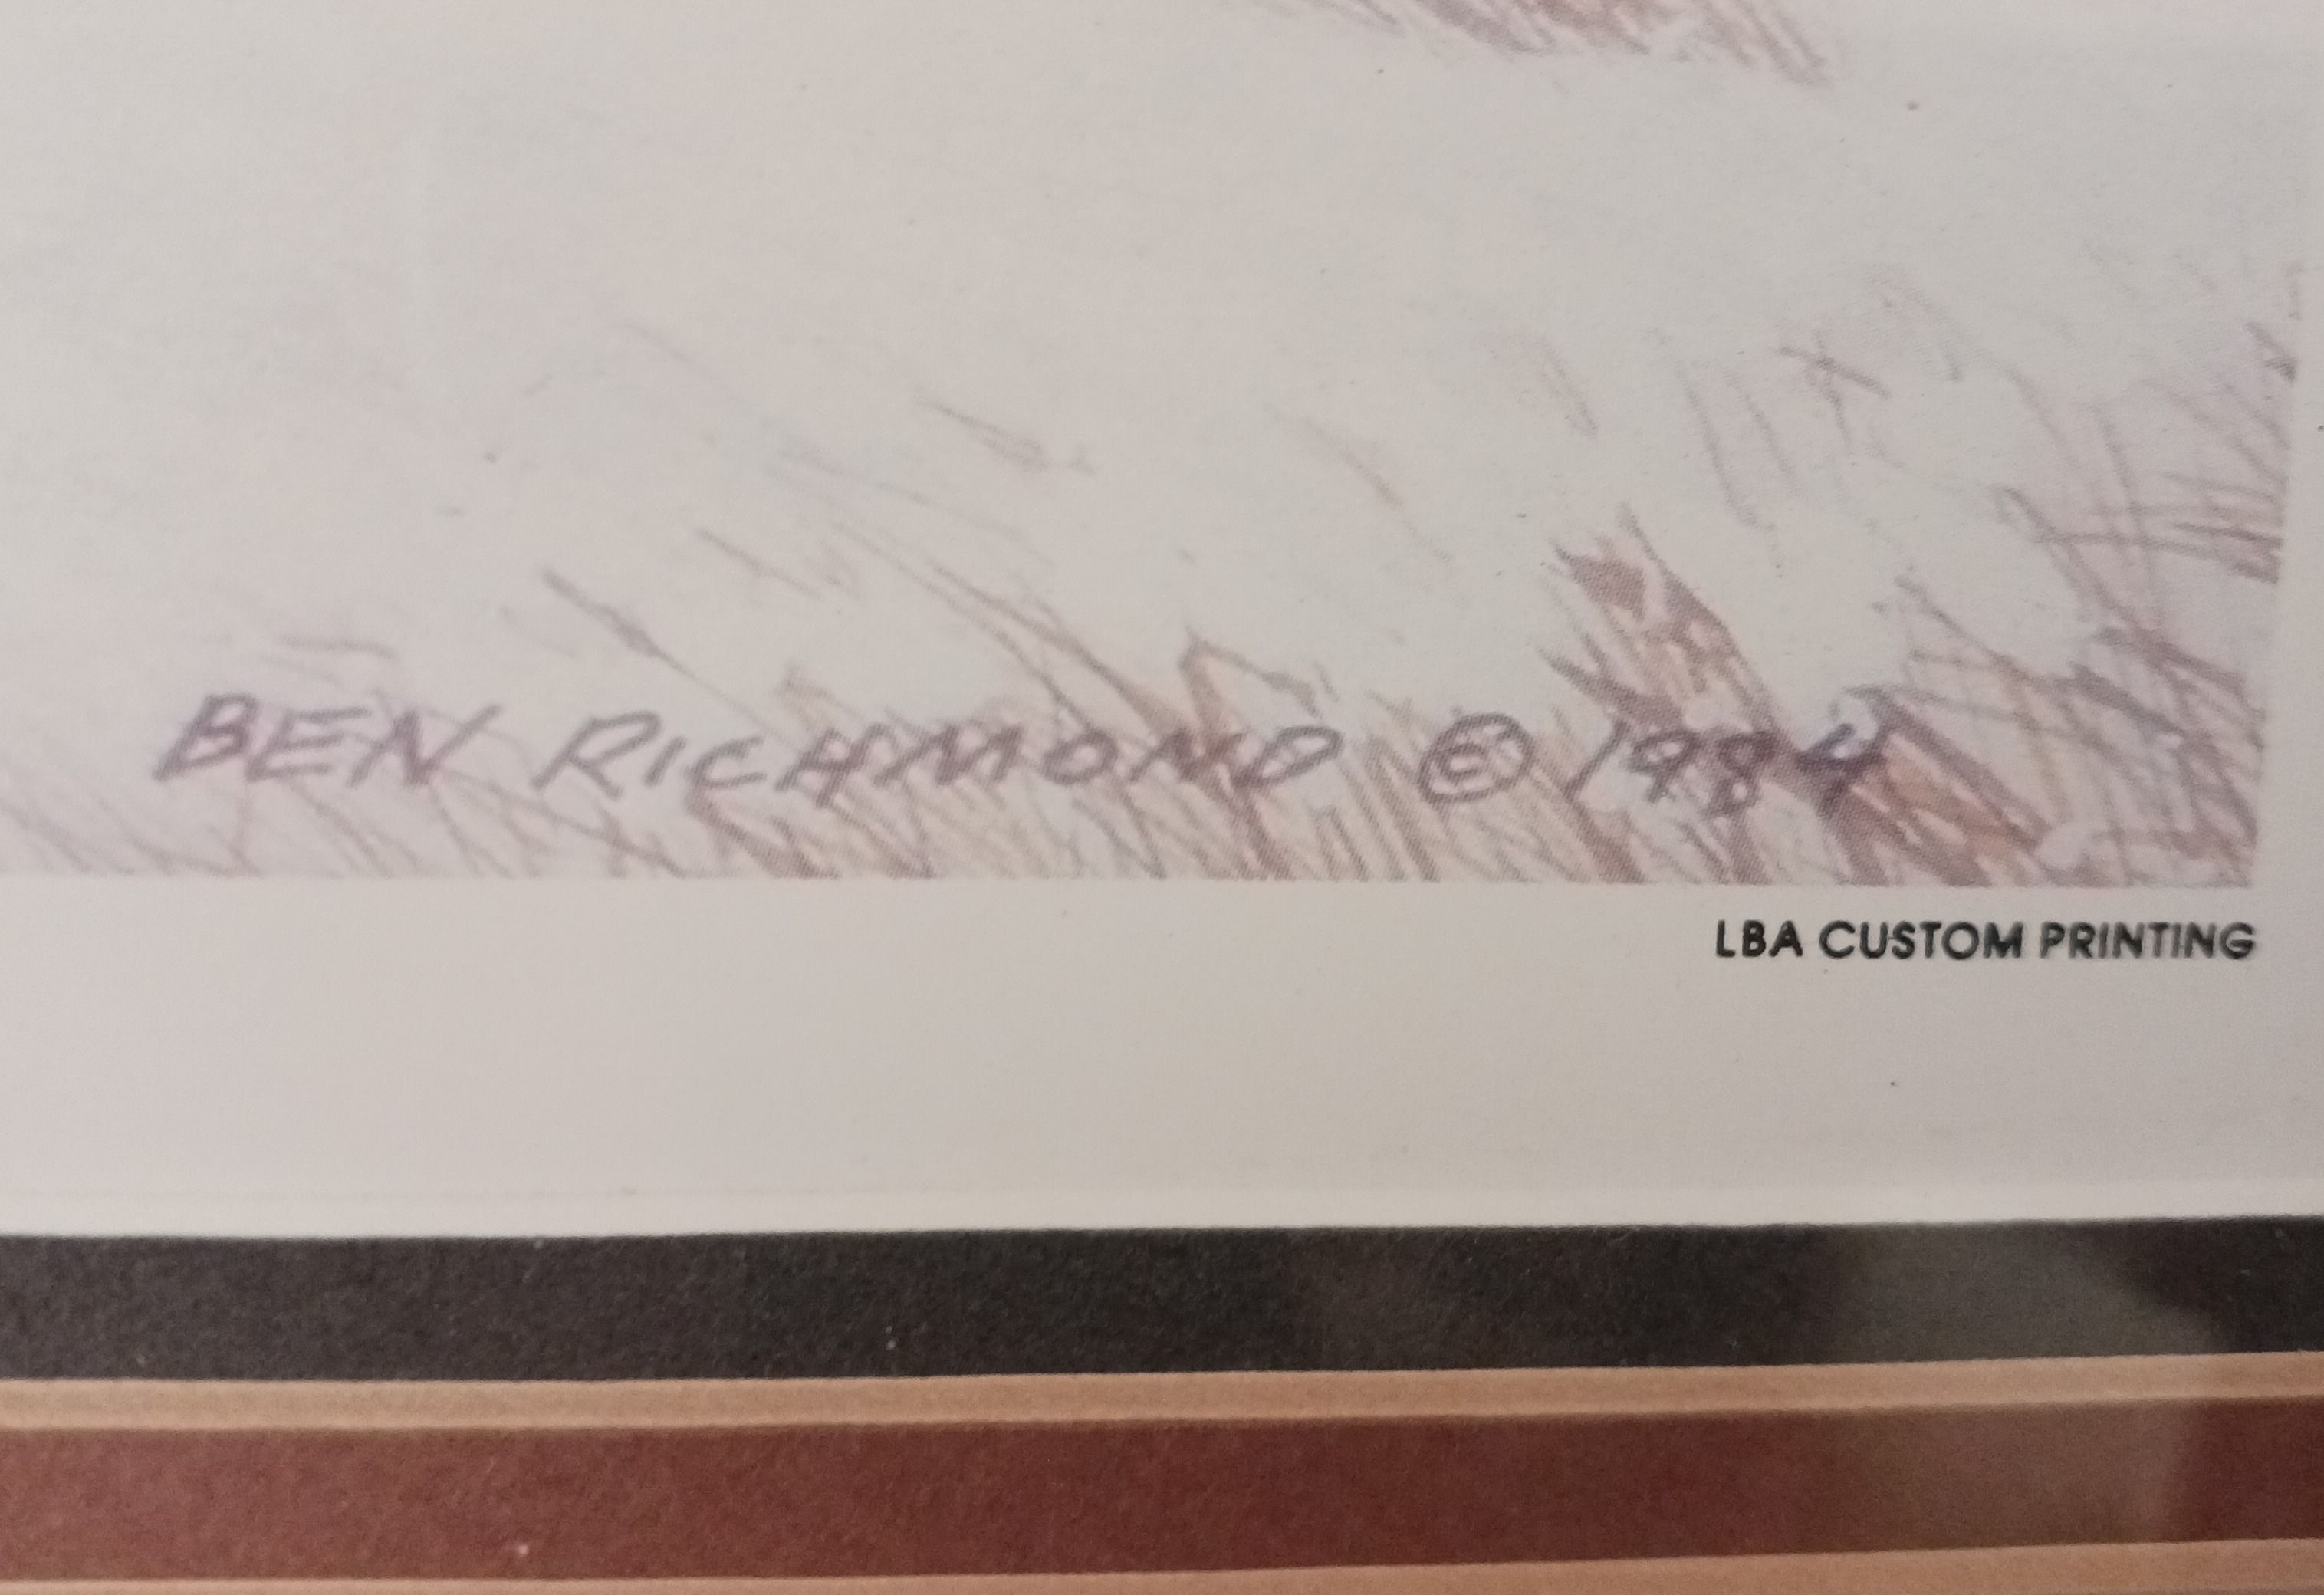 BEN RICHMOND © 1984
LBA CUSTOM PRINTING